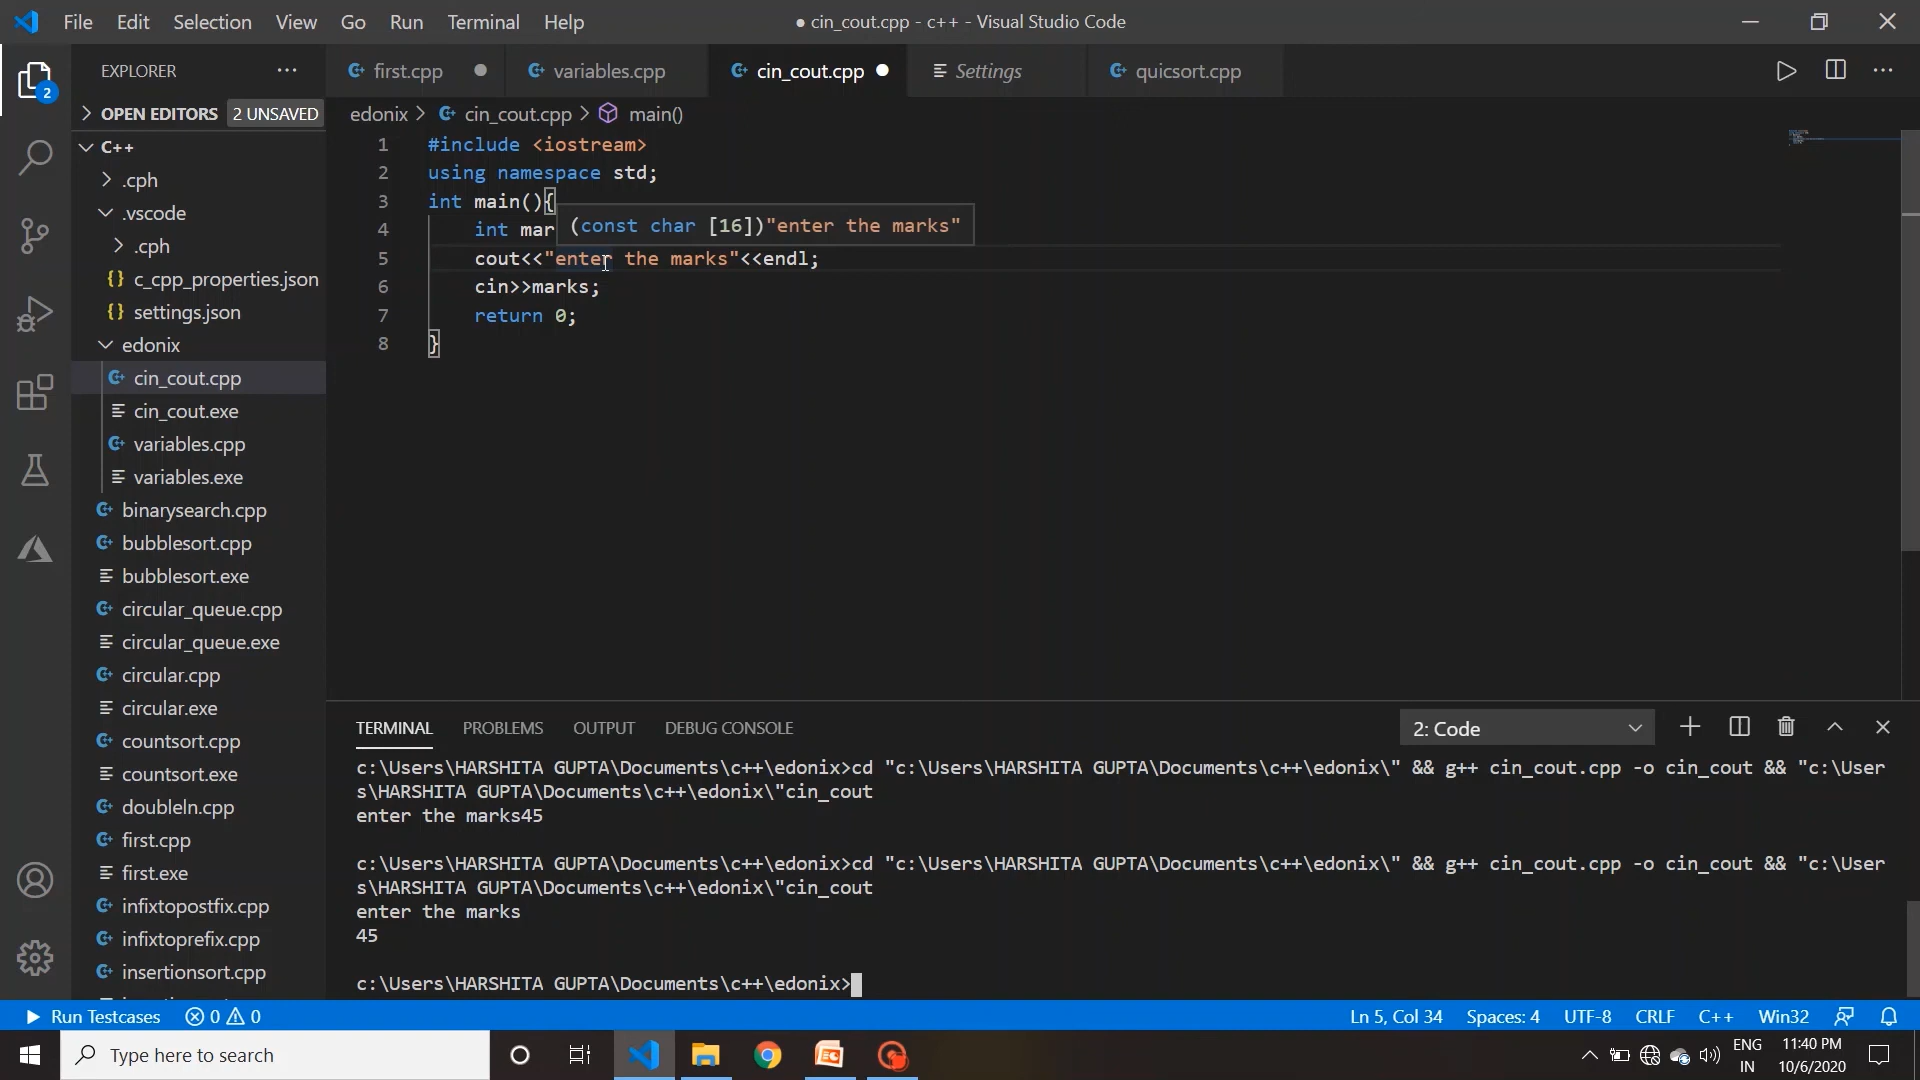 File Edit Selection View Go Run Terminal Help
● cin_cout.cpp - c++ - Visual Studio Code
2
EXPLORER ···
first.cpp ● variables.cpp cin_cout.cpp ● Settings quicsort.cpp
OPEN EDITORS 2 UNSAVED
edonix > cin_cout.cpp > main()
C++
.cph
.vscode
.cph
c_cpp_properties.json
settings.json
edonix
cin_cout.cpp
cin_cout.exe
variables.cpp
variables.exe
binarysearch.cpp
bubblesort.cpp
bubblesort.exe
circular_queue.cpp
circular_queue.exe
circular.cpp
circular.exe
countsort.cpp
countsort.exe
doubleln.cpp
first.cpp
first.exe
infixtopostfix.cpp
infixtoprefix.cpp
insertionsort.cpp
1 #include <iostream>
2 using namespace std;
3 int main(){
(const char [16])"enter the marks"
4 int mar
5 cout<<"enter the marks"<<endl;
6 cin>>marks;
7 return 0;
8 }
TERMINAL PROBLEMS OUTPUT DEBUG CONSOLE
2: Code
c:\Users\HARSHITA GUPTA\Documents\c++\edonix>cd "c:\Users\HARSHITA GUPTA\Documents\c++\edonix\" && g++ cin_cout.cpp -o cin_cout && "c:\User
s\HARSHITA GUPTA\Documents\c++\edonix\"cin_cout
enter the marks45
c:\Users\HARSHITA GUPTA\Documents\c++\edonix>cd "c:\Users\HARSHITA GUPTA\Documents\c++\edonix\" && g++ cin_cout.cpp -o cin_cout && "c:\User
s\HARSHITA GUPTA\Documents\c++\edonix\"cin_cout
enter the marks
45
c:\Users\HARSHITA GUPTA\Documents\c++\edonix>
Run Testcases 0 0
Ln 5, Col 34 Spaces: 4 UTF-8 CRLF C++ Win32
Type here to search
ENG
IN
11:40 PM
10/6/2020